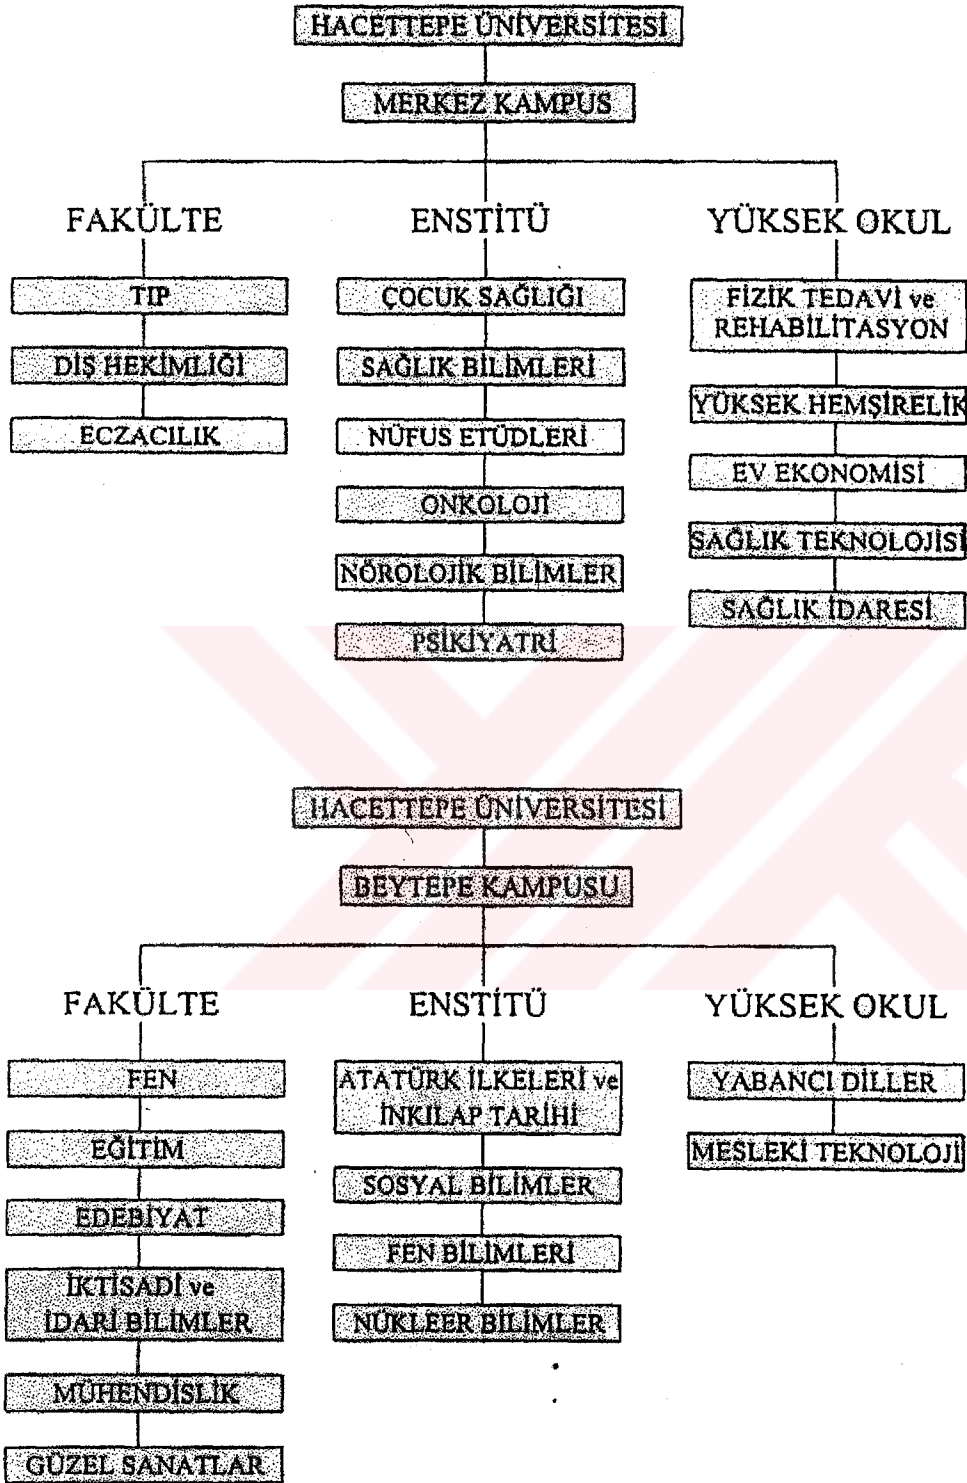 HACETTEPE ÜNİVERSİTESİ
MERKEZ KAMPUS
FAKÜLTE
TIP
DİŞ HEKİMLİĞİ
ECZACILIK
ENSTİTÜ
ÇOCUK SAĞLIĞI
SAĞLIK BİLİMLERİ
NÜFUS ETÜDLERİ
ONKOLOJİ
NÖROLOJİK BİLİMLER
PSİKİYATRİ
YÜKSEK OKUL
FİZİK TEDAVİ ve
REHABİLİTASYON
YÜKSEK HEMŞİRELİK
EV EKONOMİSİ
SAĞLIK TEKNOLOJİSİ
SAĞLIK İDARESİ
HACETTEPE ÜNİVERSİTESİ
BEYTEPE KAMPUSU
FAKÜLTE
FEN
EĞİTİM
EDEBİYAT
İKTİSADİ ve
İDARİ BİLİMLER
MÜHENDİSLİK
GÜZEL SANATLAR
ENSTİTÜ
ATATÜRK İLKELERİ ve
İNKILAP TARİHİ
SOSYAL BİLİMLER
FEN BİLİMLERİ
NÜKLEER BİLİMLER
YÜKSEK OKUL
YABANCI DİLLER
MESLEKİ TEKNOLOJİ